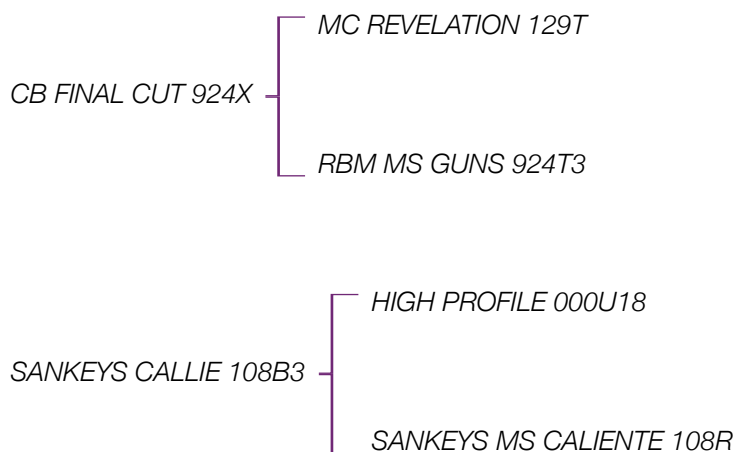 MC REVELATION 129T
CB FINAL CUT 924X
RBM MS GUNS 924T3
HIGH PROFILE 000U18
SANKEYS CALLIE 108B3
SANKEYS MS CALIENTE 108R